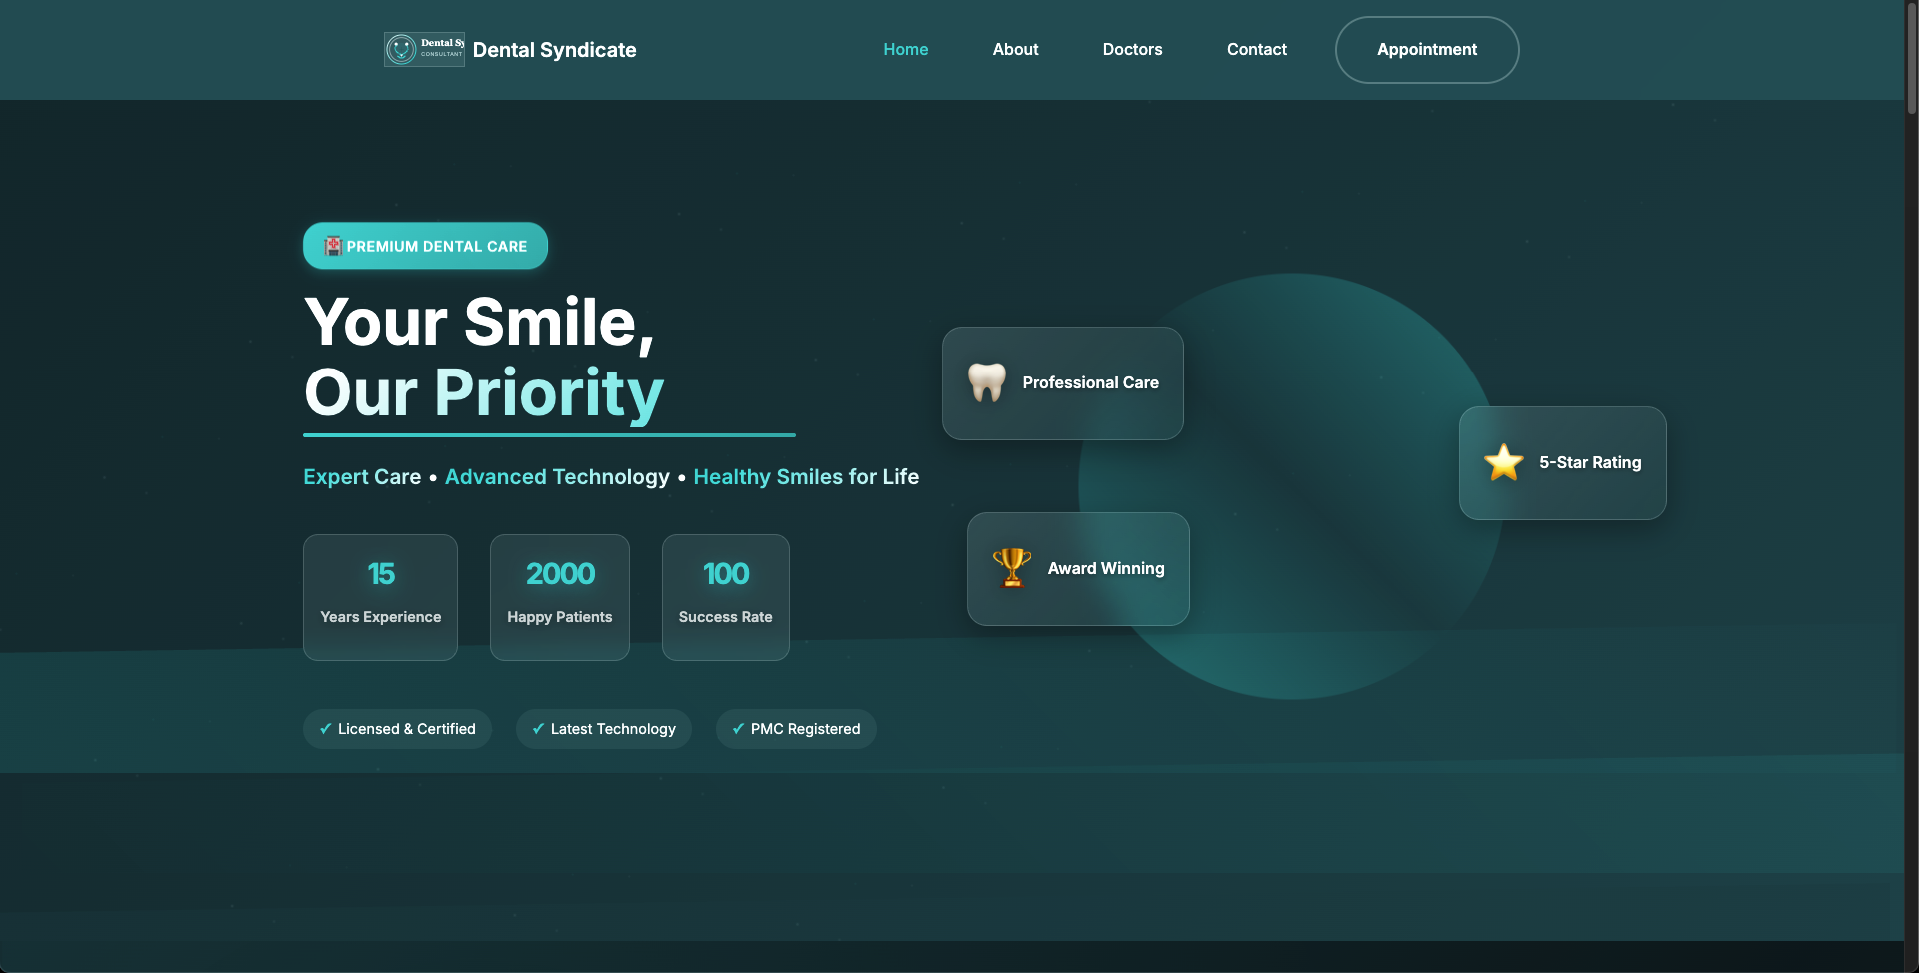 Dental Sy
CONSULTANT
Dental Syndicate
Home
About
Doctors
Contact
Appointment
PREMIUM DENTAL CARE
Your Smile,
Our Priority
Expert Care • Advanced Technology • Healthy Smiles for Life
15
Years Experience
2000
Happy Patients
100
Success Rate
✓ Licensed & Certified
✓ Latest Technology
✓ PMC Registered
Professional Care
5-Star Rating
Award Winning